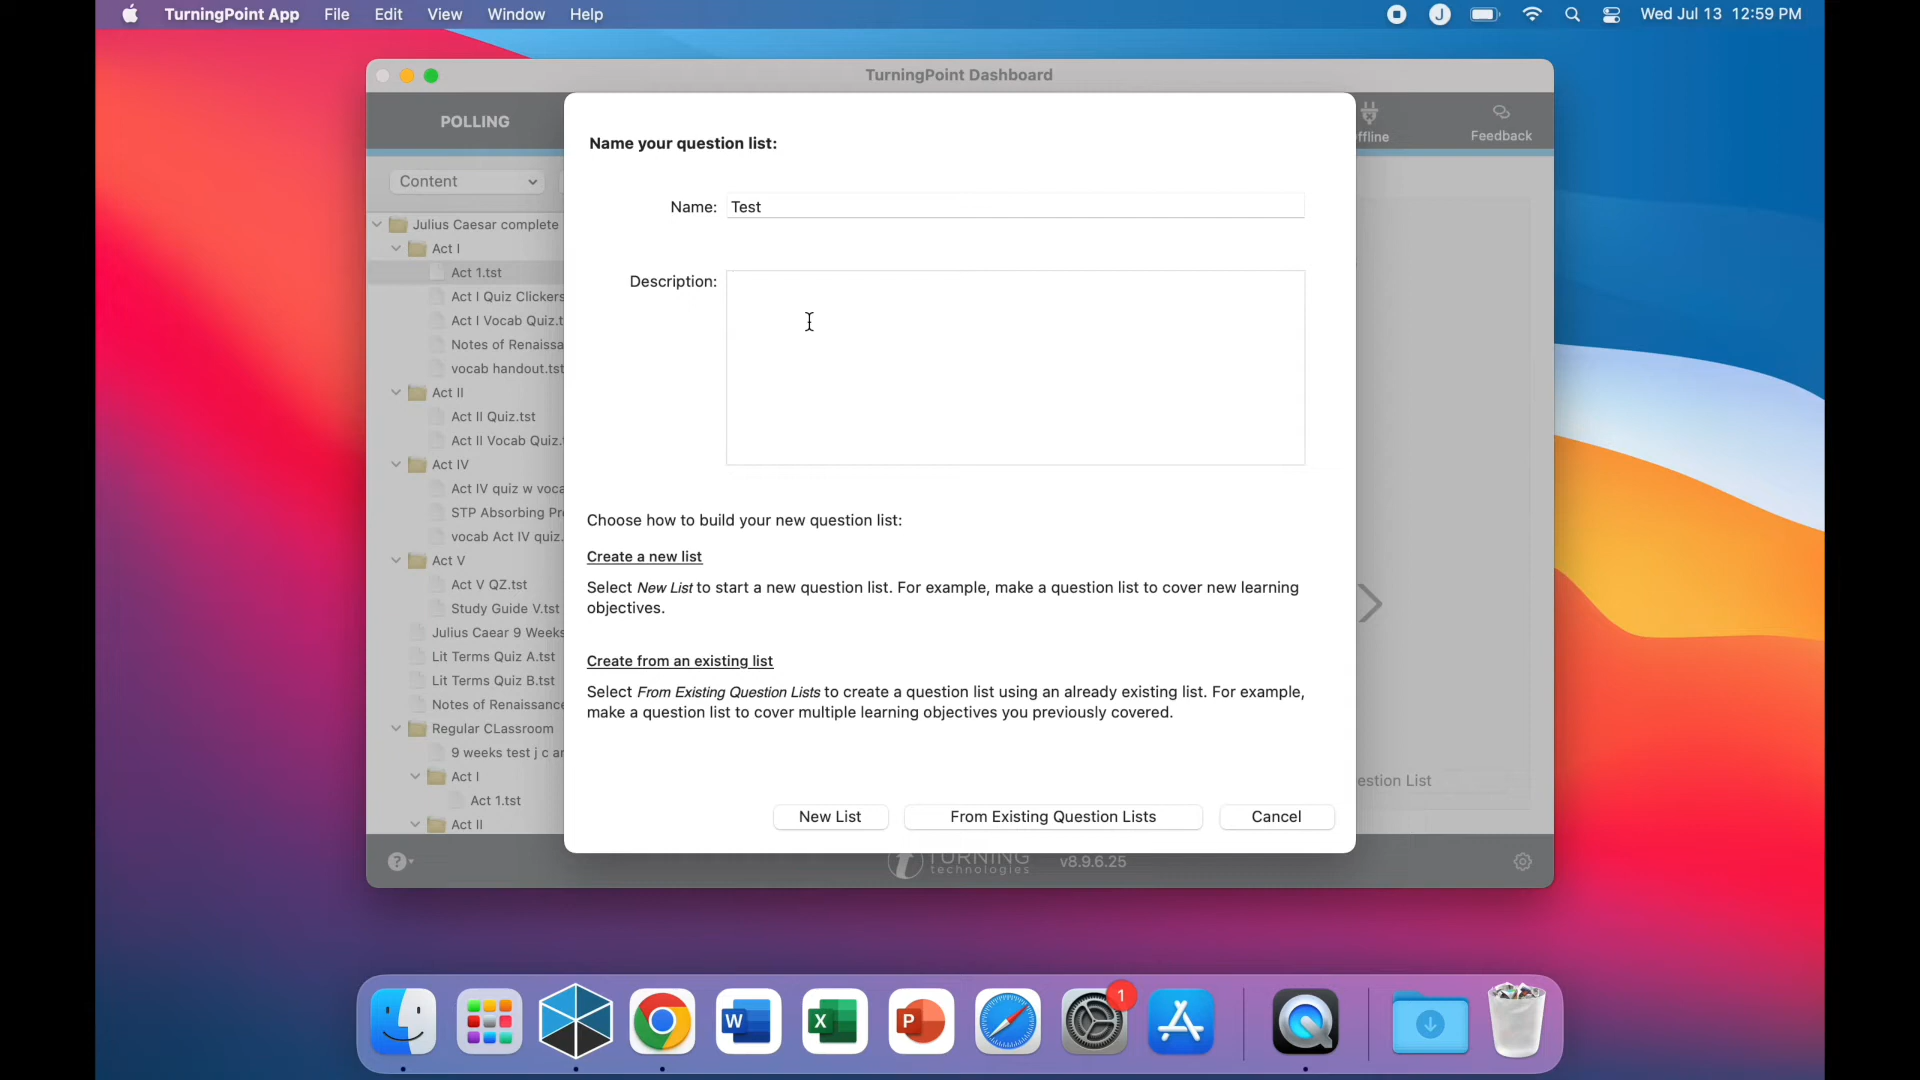 TurningPoint App File Edit View Window Help J Wed Jul 13 12:59 PM
TurningPoint Dashboard
POLLING
ffline
Feedback
Content
Julius Caesar complete
Act I
Act 1.tst
Act I Quiz Clickers
Act I Vocab Quiz.t
Notes of Renaissa
vocab handout.tst
Act II
Act II Quiz.tst
Act II Vocab Quiz.
Act IV
Act IV quiz w voca
STP Absorbing Pr
vocab Act IV quiz.
Act V
Act V QZ.tst
Study Guide V.tst
Julius Caear 9 Weeks
Lit Terms Quiz A.tst
Lit Terms Quiz B.tst
Notes of Renaissance
Regular CLassroom
9 weeks test j c ar
Act I
Act 1.tst
Act II
Name your question list:
Name: Test
Description:
Choose how to build your new question list:
Create a new list
Select New List to start a new question list. For example, make a question list to cover new learning
objectives.
Create from an existing list
Select From Existing Question Lists to create a question list using an already existing list. For example,
make a question list to cover multiple learning objectives you previously covered.
New List From Existing Question Lists Cancel
estion List
?
TURNING
technologies
v8.9.6.25
W
X
P
1